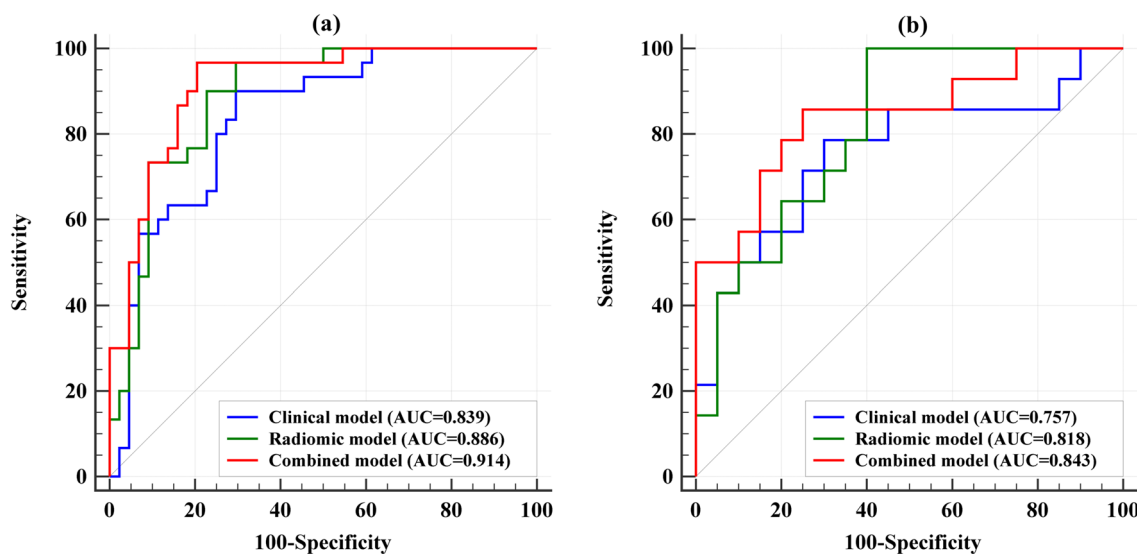 (a)
100
80
60
40
20
0
Sensitivity
Clinical model (AUC=0.839)
Radiomic model (AUC=0.886)
Combined model (AUC=0.914)
0 20 40 60 80 100
100-Specificity
(b)
100
80
60
40
20
0
Sensitivity
Clinical model (AUC=0.757)
Radiomic model (AUC=0.818)
Combined model (AUC=0.843)
0 20 40 60 80 100
100-Specificity